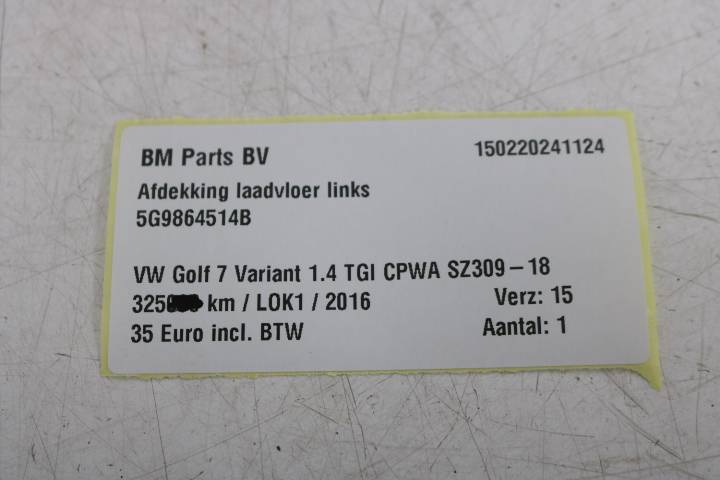 BM Parts BV 150220241124
Afdekking laadvloer links
5G9864514B
VW Golf 7 Variant 1.4 TGI CPWA SZ309-18
km / LOK1 / 2016 Verz: 15
35 Euro incl. BTW Aantal: 1